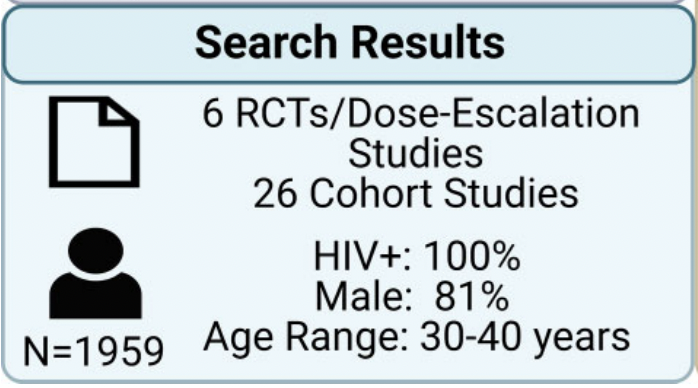 Search Results
6 RCTs/Dose-Escalation
Studies
26 Cohort Studies
HIV+: 100%
Male: 81%
Age Range: 30-40 years
N=1959